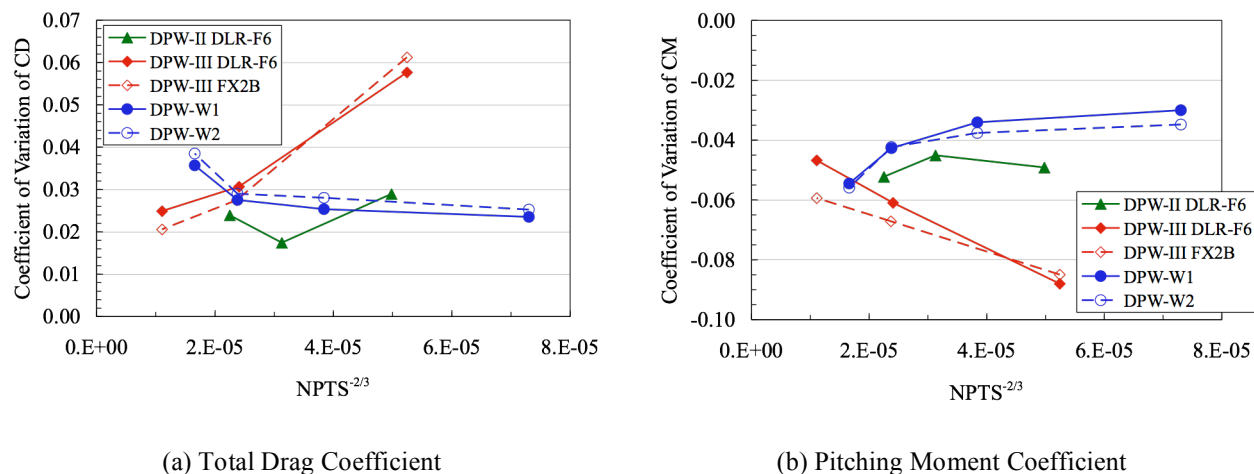 Coefficient of Variation of CD
0.07
0.06
0.05
0.04
0.03
0.02
0.01
0.00
DPW-II DLR-F6
DPW-III DLR-F6
DPW-III FX2B
DPW-W1
DPW-W2
0.E+00 2.E-05 4.E-05 6.E-05 8.E-05
NPTS-2/3
(a) Total Drag Coefficient
Coefficient of Variation of CM
-0.00
-0.02
-0.04
-0.06
-0.08
-0.10
DPW-II DLR-F6
DPW-III DLR-F6
DPW-III FX2B
DPW-W1
DPW-W2
0.E+00 2.E-05 4.E-05 6.E-05 8.E-05
NPTS-2/3
(b) Pitching Moment Coefficient